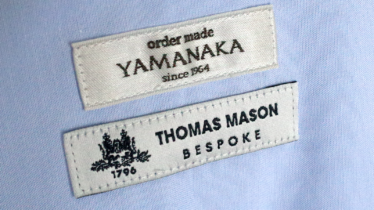 order made
YAMANAKA
since 1964
THOMAS MASON
BESPOKE
1796